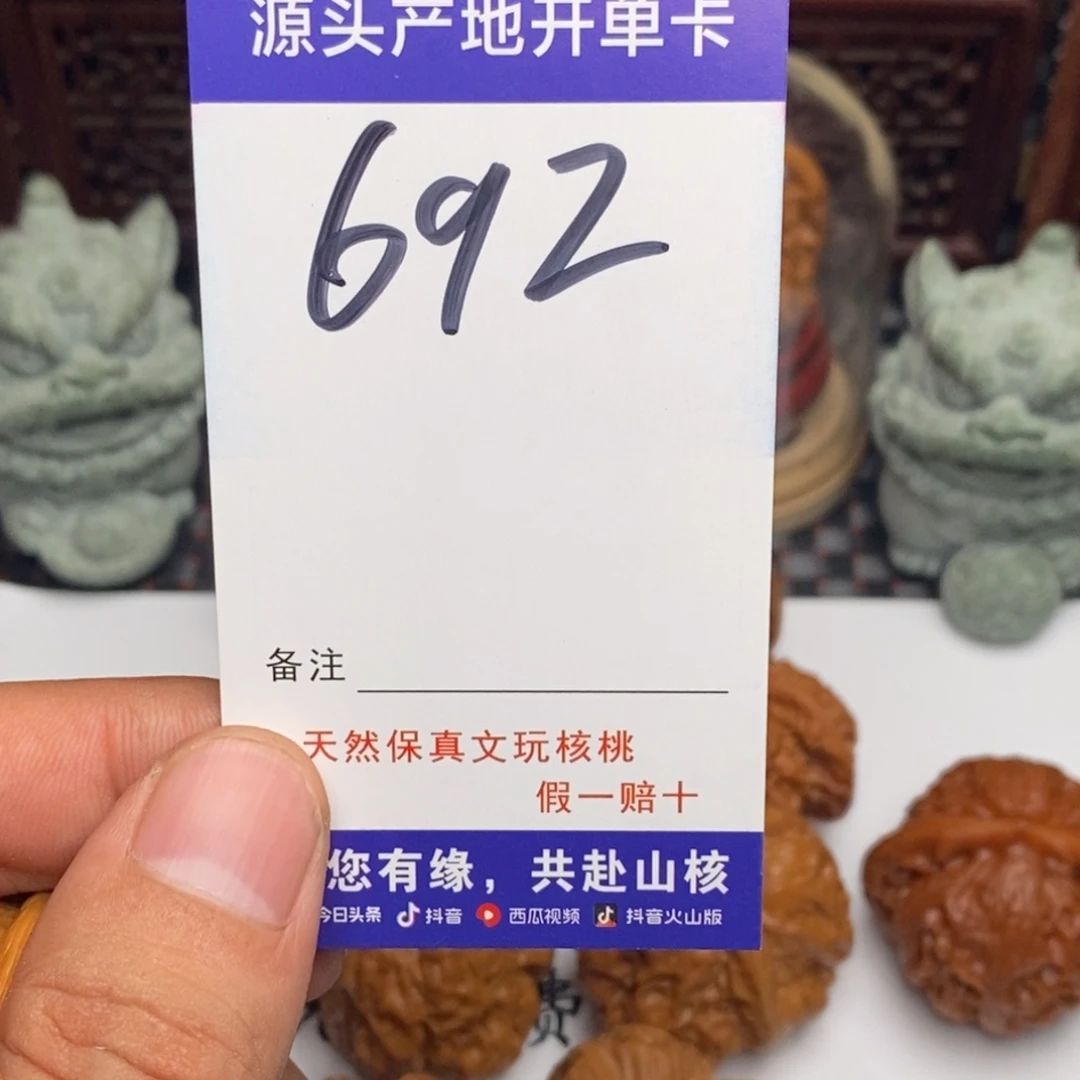 源头产地开单卡
692
备注
天然保真文玩核桃
假一赔十
您有缘，共赴山核
今日头条 抖音 西瓜视频 抖音火山版
费